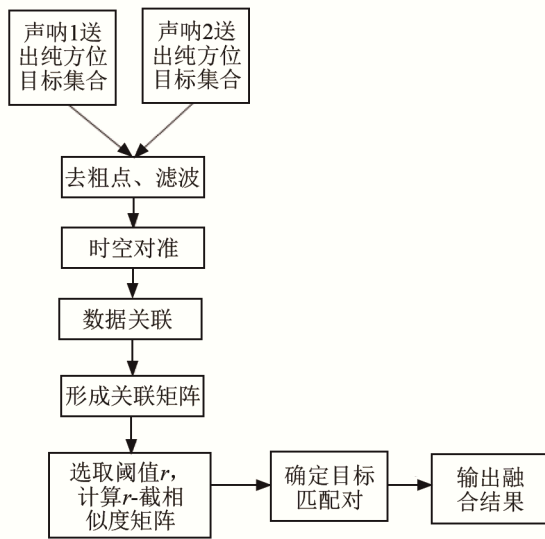 声呐1送
出纯方位
目标集合
声呐2送
出纯方位
目标集合
去粗点、滤波
时空对准
数据关联
形成关联矩阵
选取阈值r,
计算r-截相
似度矩阵
确定目标
匹配对
输出融
合结果